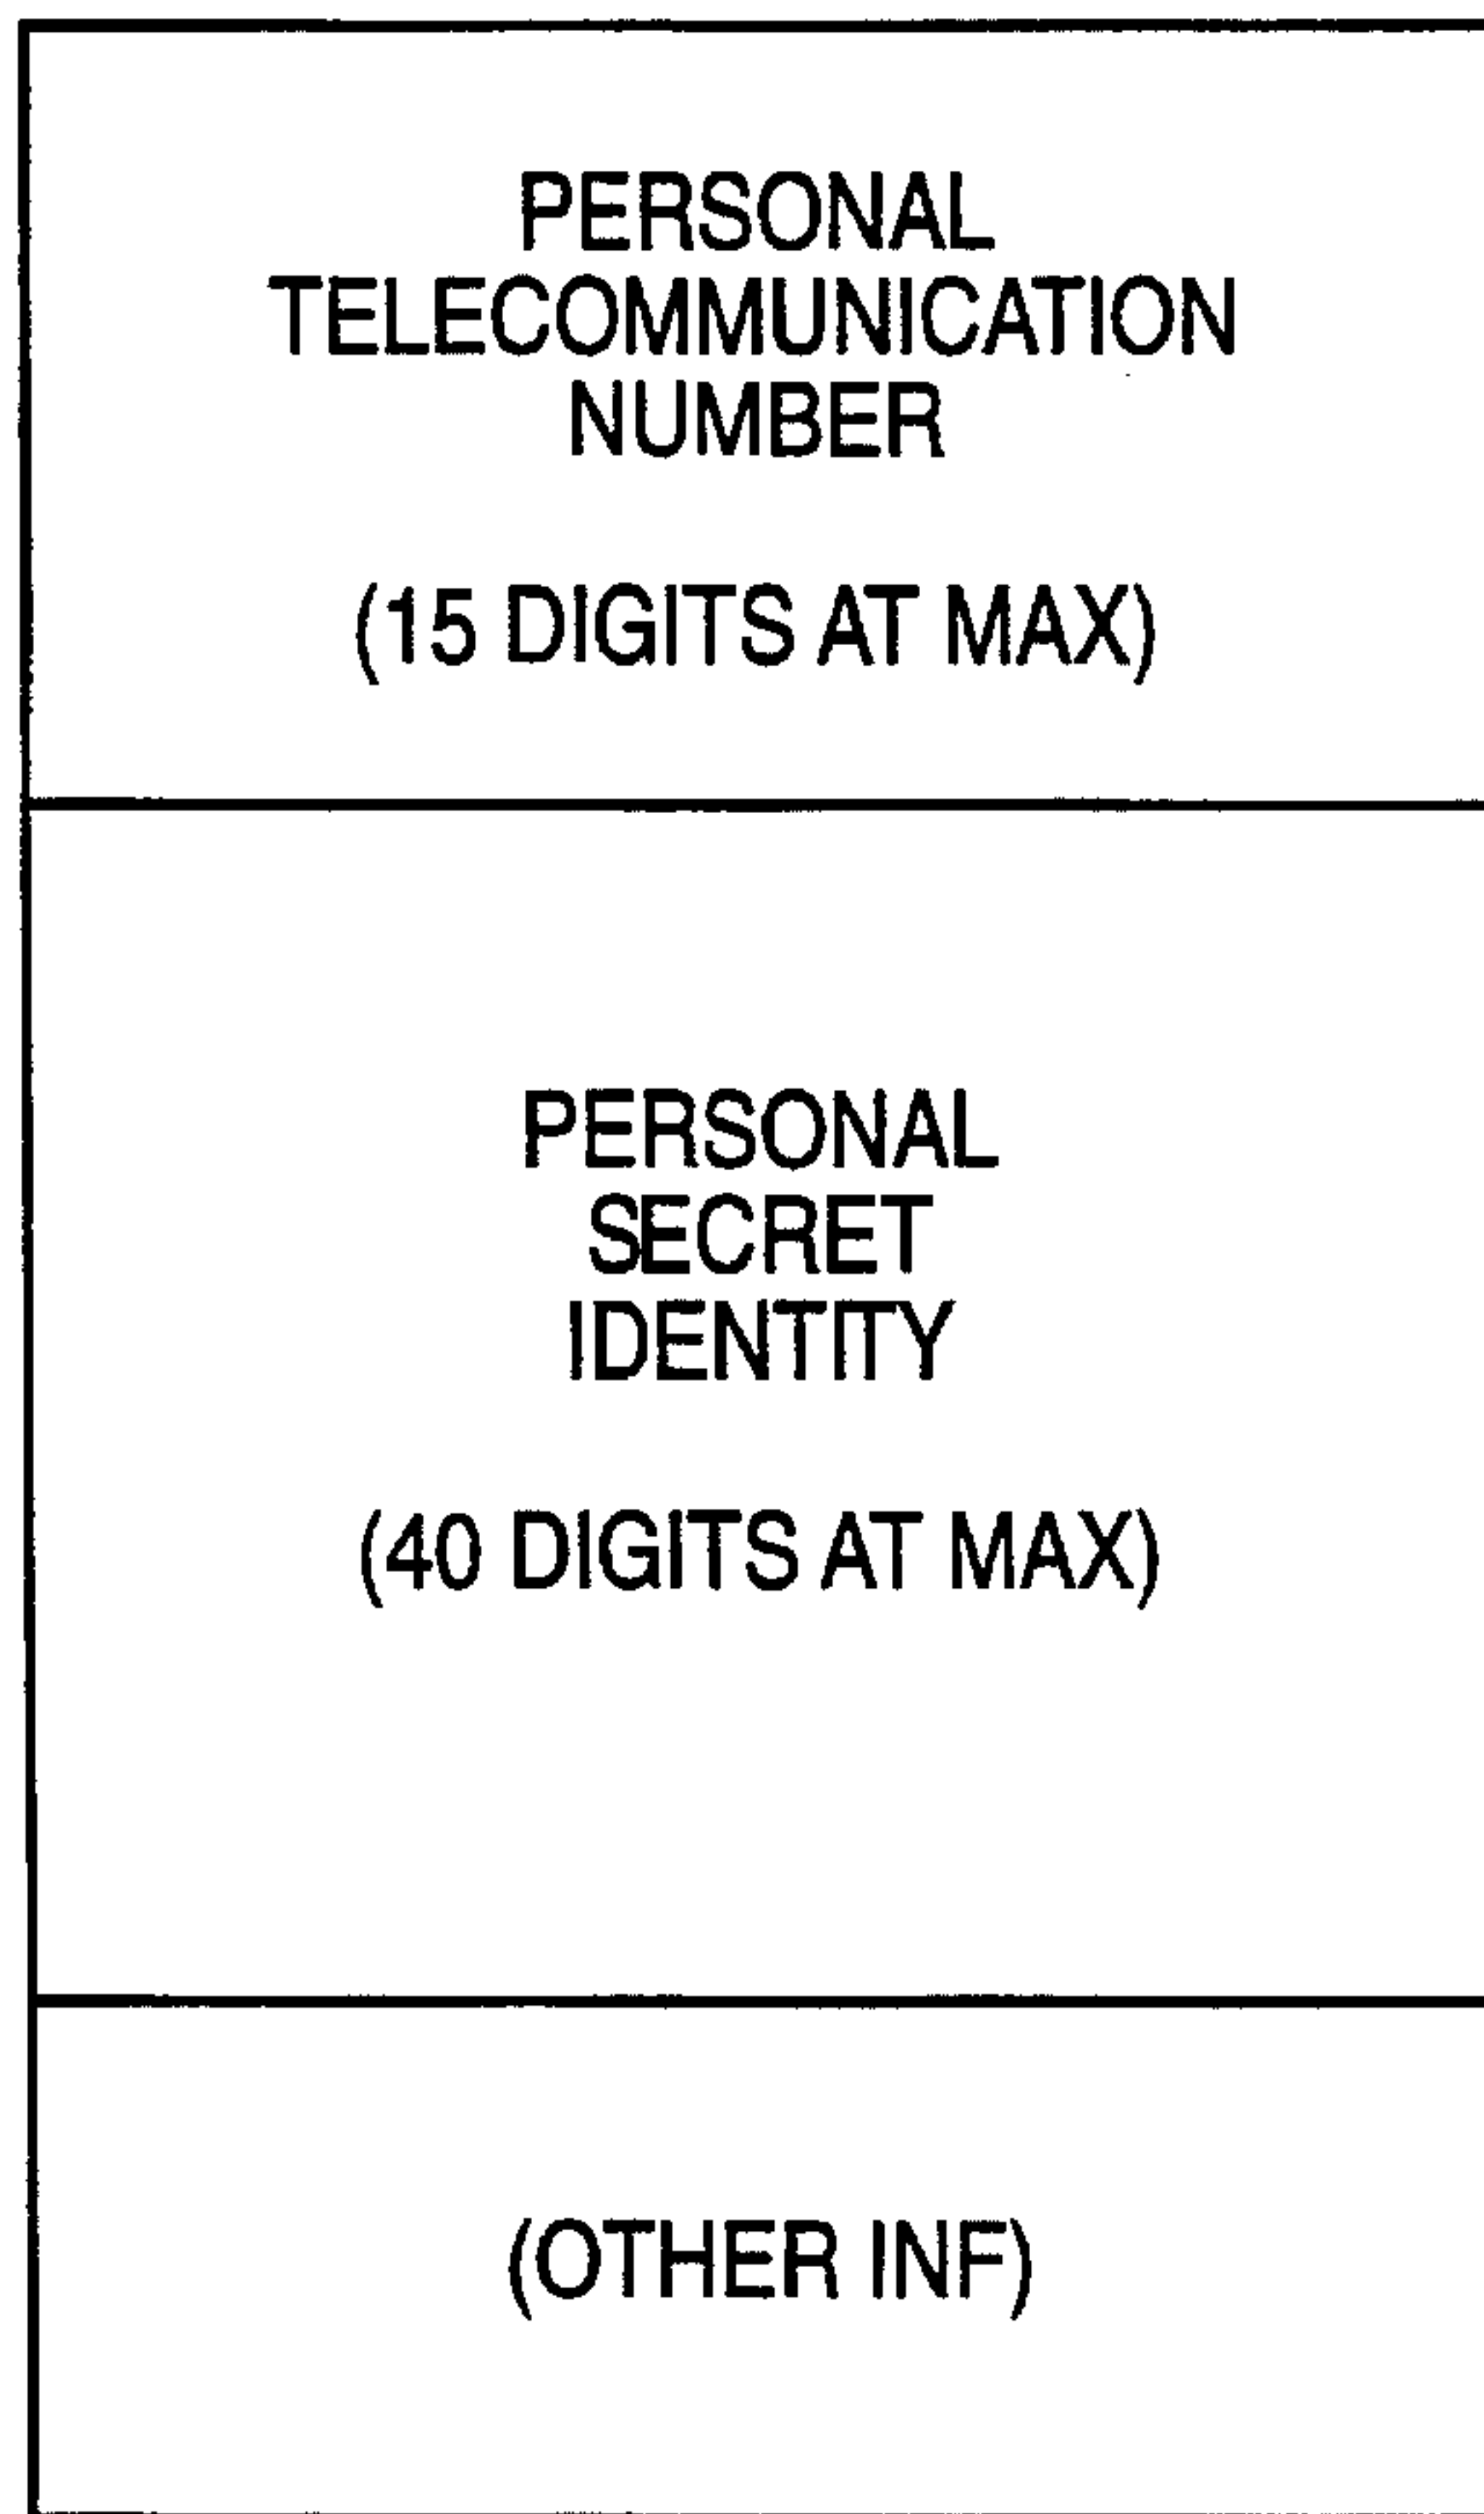 PERSONAL
TELECOMMUNICATION
NUMBER
(15 DIGITS AT MAX)
PERSONAL
SECRET
IDENTITY
(40 DIGITS AT MAX)
(OTHER INF)